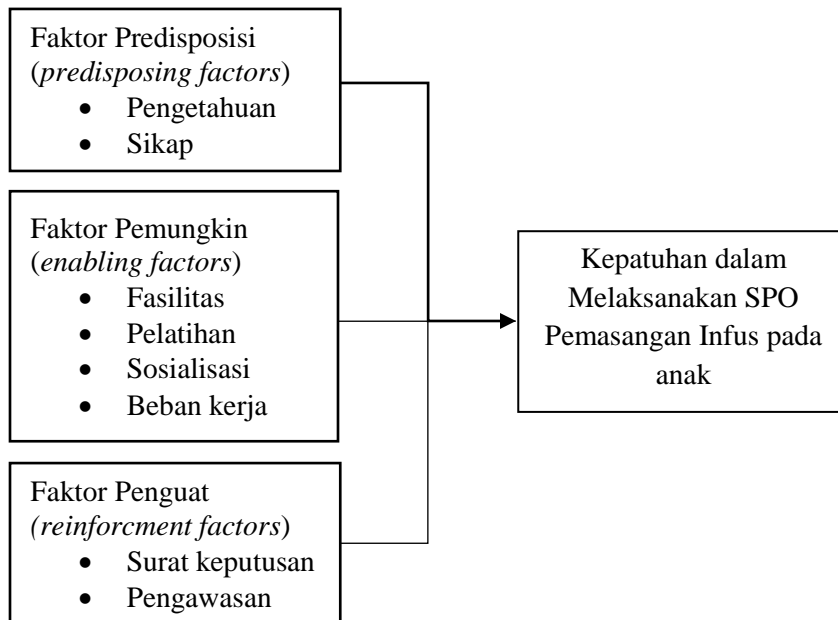 Faktor Predisposisi
(predisposing factors)
• Pengetahuan
• Sikap
Faktor Pemungkin
(enabling factors)
• Fasilitas
• Pelatihan
• Sosialisasi
• Beban kerja
Faktor Penguat
(reinforcment factors)
• Surat keputusan
• Pengawasan
Kepatuhan dalam
Melaksanakan SPO
Pemasangan Infus pada
anak